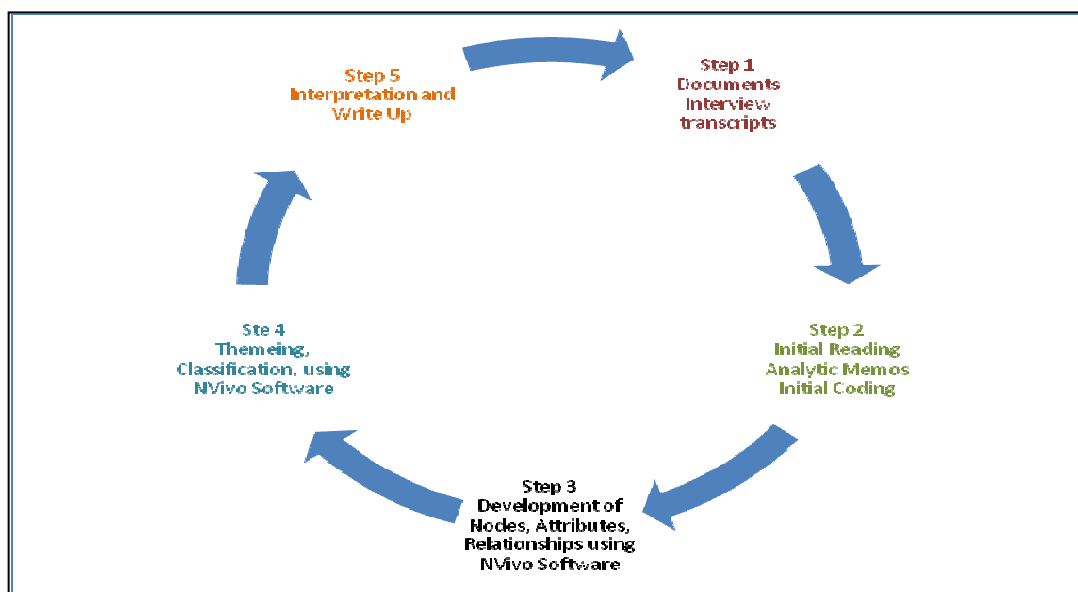 Step 1
Documents
Interview
transcripts
Step 2
Initial Reading
Analytic Memos
Initial Coding
Step 3
Development of
Nodes, Attributes,
Relationships using
NVivo Software
Ste 4
Themeing,
Classification, using
NVivo Software
Step 5
Interpretation and
Write Up